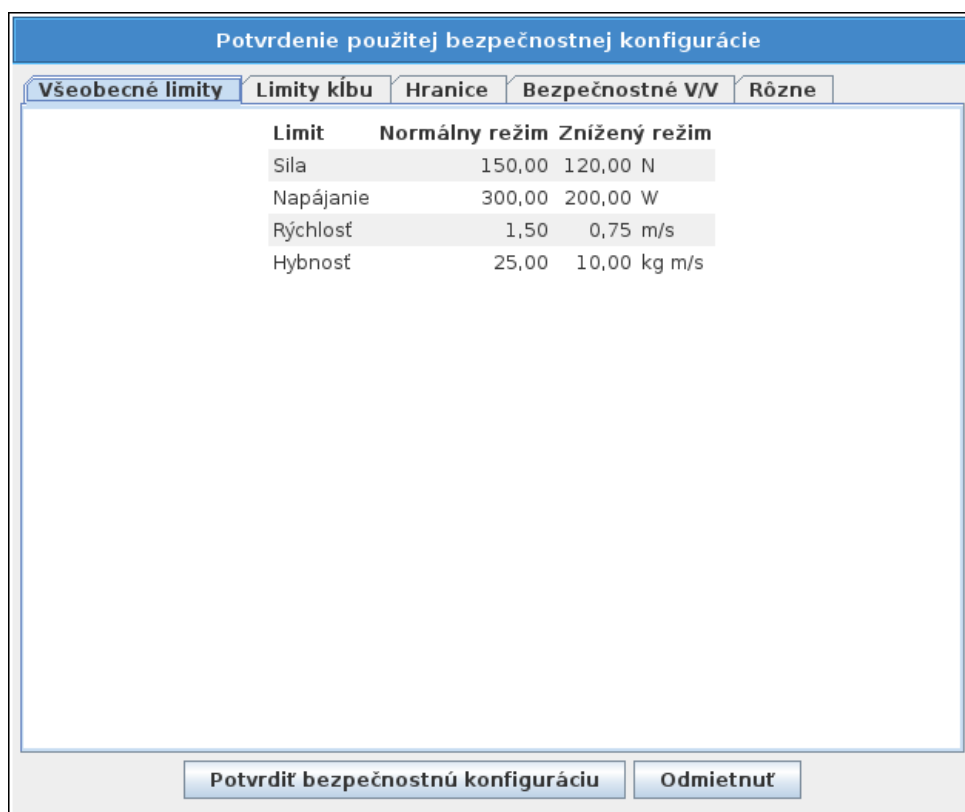 Potvrdenie použitej bezpečnostnej konfigurácie
Všeobecné limity Limity kĺbu Hranice Bezpečnostné V/V Rôzne
Limit Normálny režim Znížený režim
Sila 150,00 120,00 N
Napájanie 300,00 200,00 W
Rýchlosť 1,50 0,75 m/s
Hybnosť 25,00 10,00 kg m/s
Potvrdiť bezpečnostnú konfiguráciu Odmietnuť